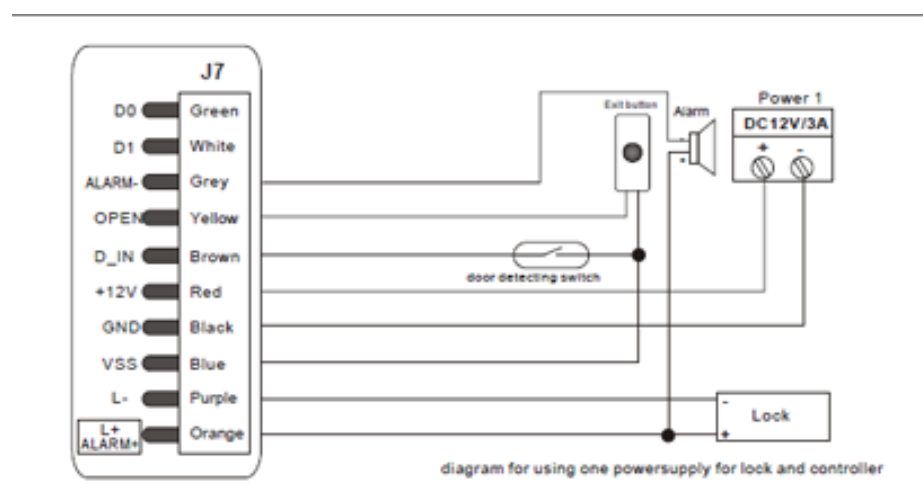 J7
D0 Green
D1 White
ALARM- Grey
OPEN Yellow
D_IN Brown
+12V Red
GND Black
VSS Blue
L- Purple
L+
ALARM+ Orange
Exit button
Alarm
-
+
Power 1
DC12V/3A
+ -
door detecting switch
-
Lock
+
diagram for using one powersupply for lock and controller